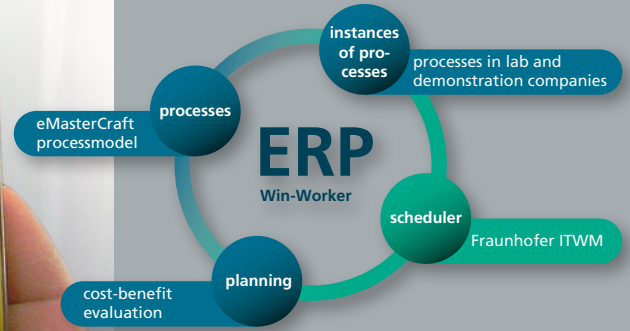 instances
of pro-
cesses
processes in lab and
demonstration companies
processes
eMasterCraft
processmodel
ERP
Win-Worker
scheduler
Fraunhofer ITWM
planning
cost-benefit
evaluation